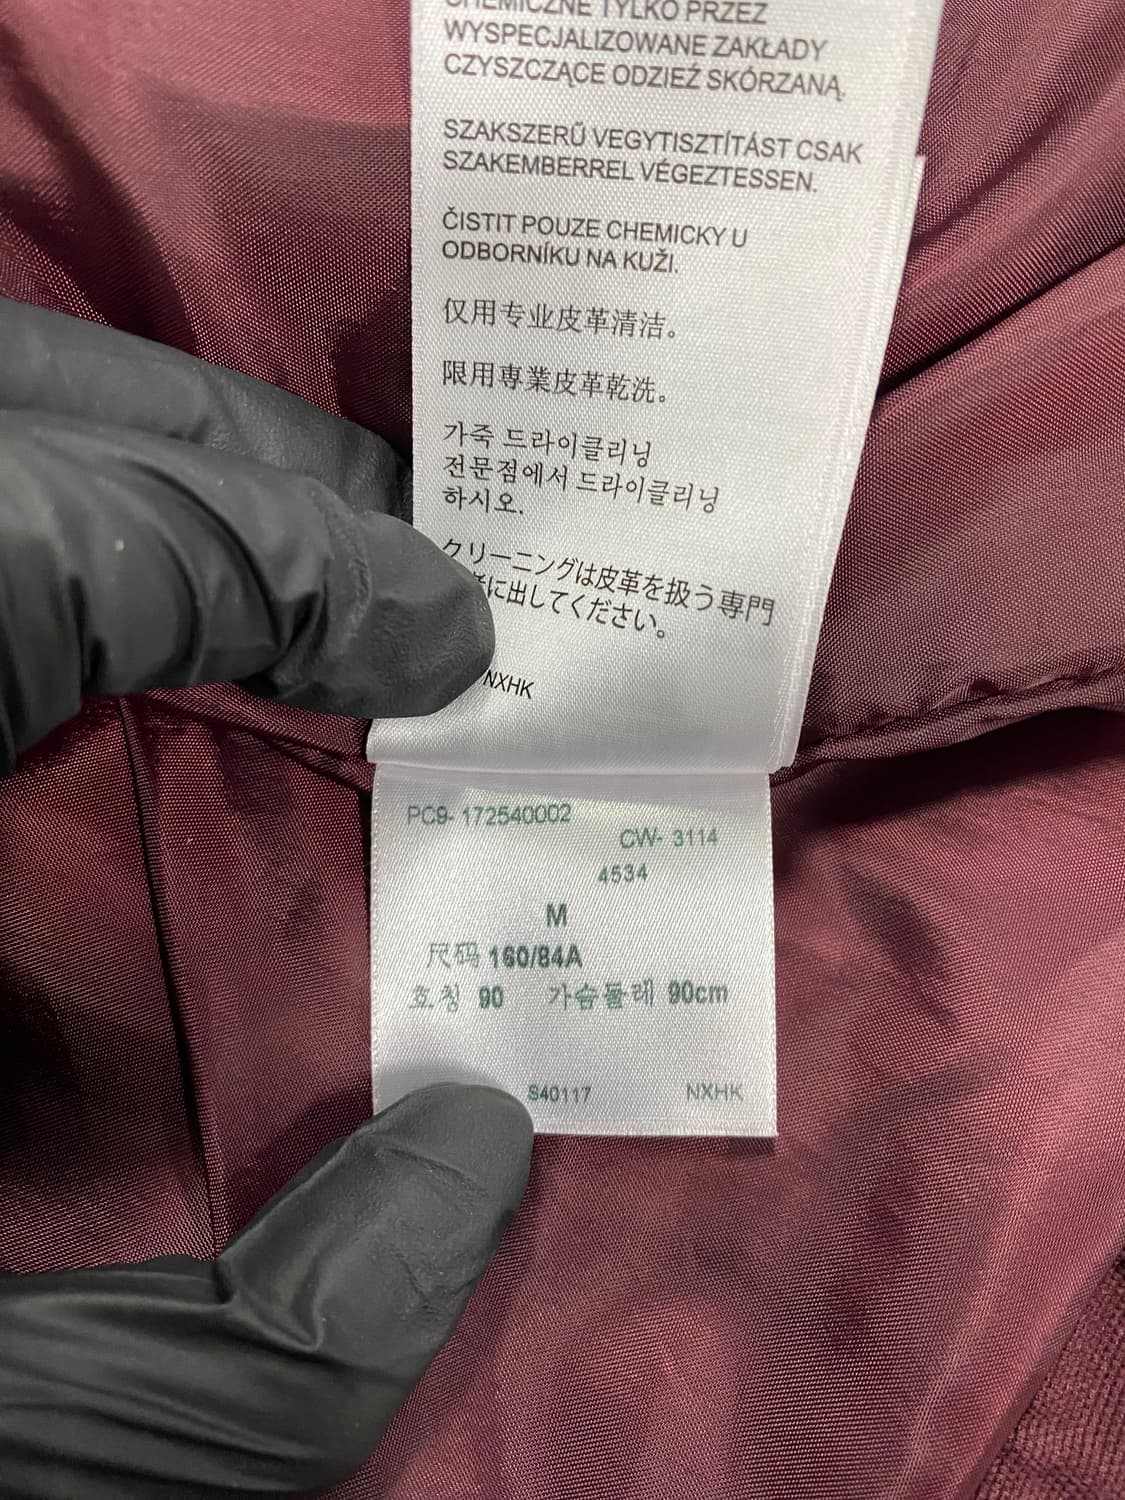 CHEMICZNE TYLKO PRZEZ
WYSPECJALIZOWANE ZAKŁADY
CZYSZCZĄCE ODZIEŹ SKÓRZANĄ.
SZAKSZERŰ VEGYTISZTÍTÁST CSAK
SZAKEMBERREL VÉGEZTESSEN.
ČISTIT POUZE CHEMICKY U
ODBORNÍKU NA KUŽI.
仅用专业皮革清洁。
限用專業皮革乾洗。
가죽 드라이클리닝
전문점에서 드라이클리닝
하시오.
クリーニングは皮革を扱う専門
者に出してください。
NXHK
PC9- 172540002
CW- 3114
4534
M
尺码 160/84A
호칭 90 가슴둘레 90cm
S40117 NXHK